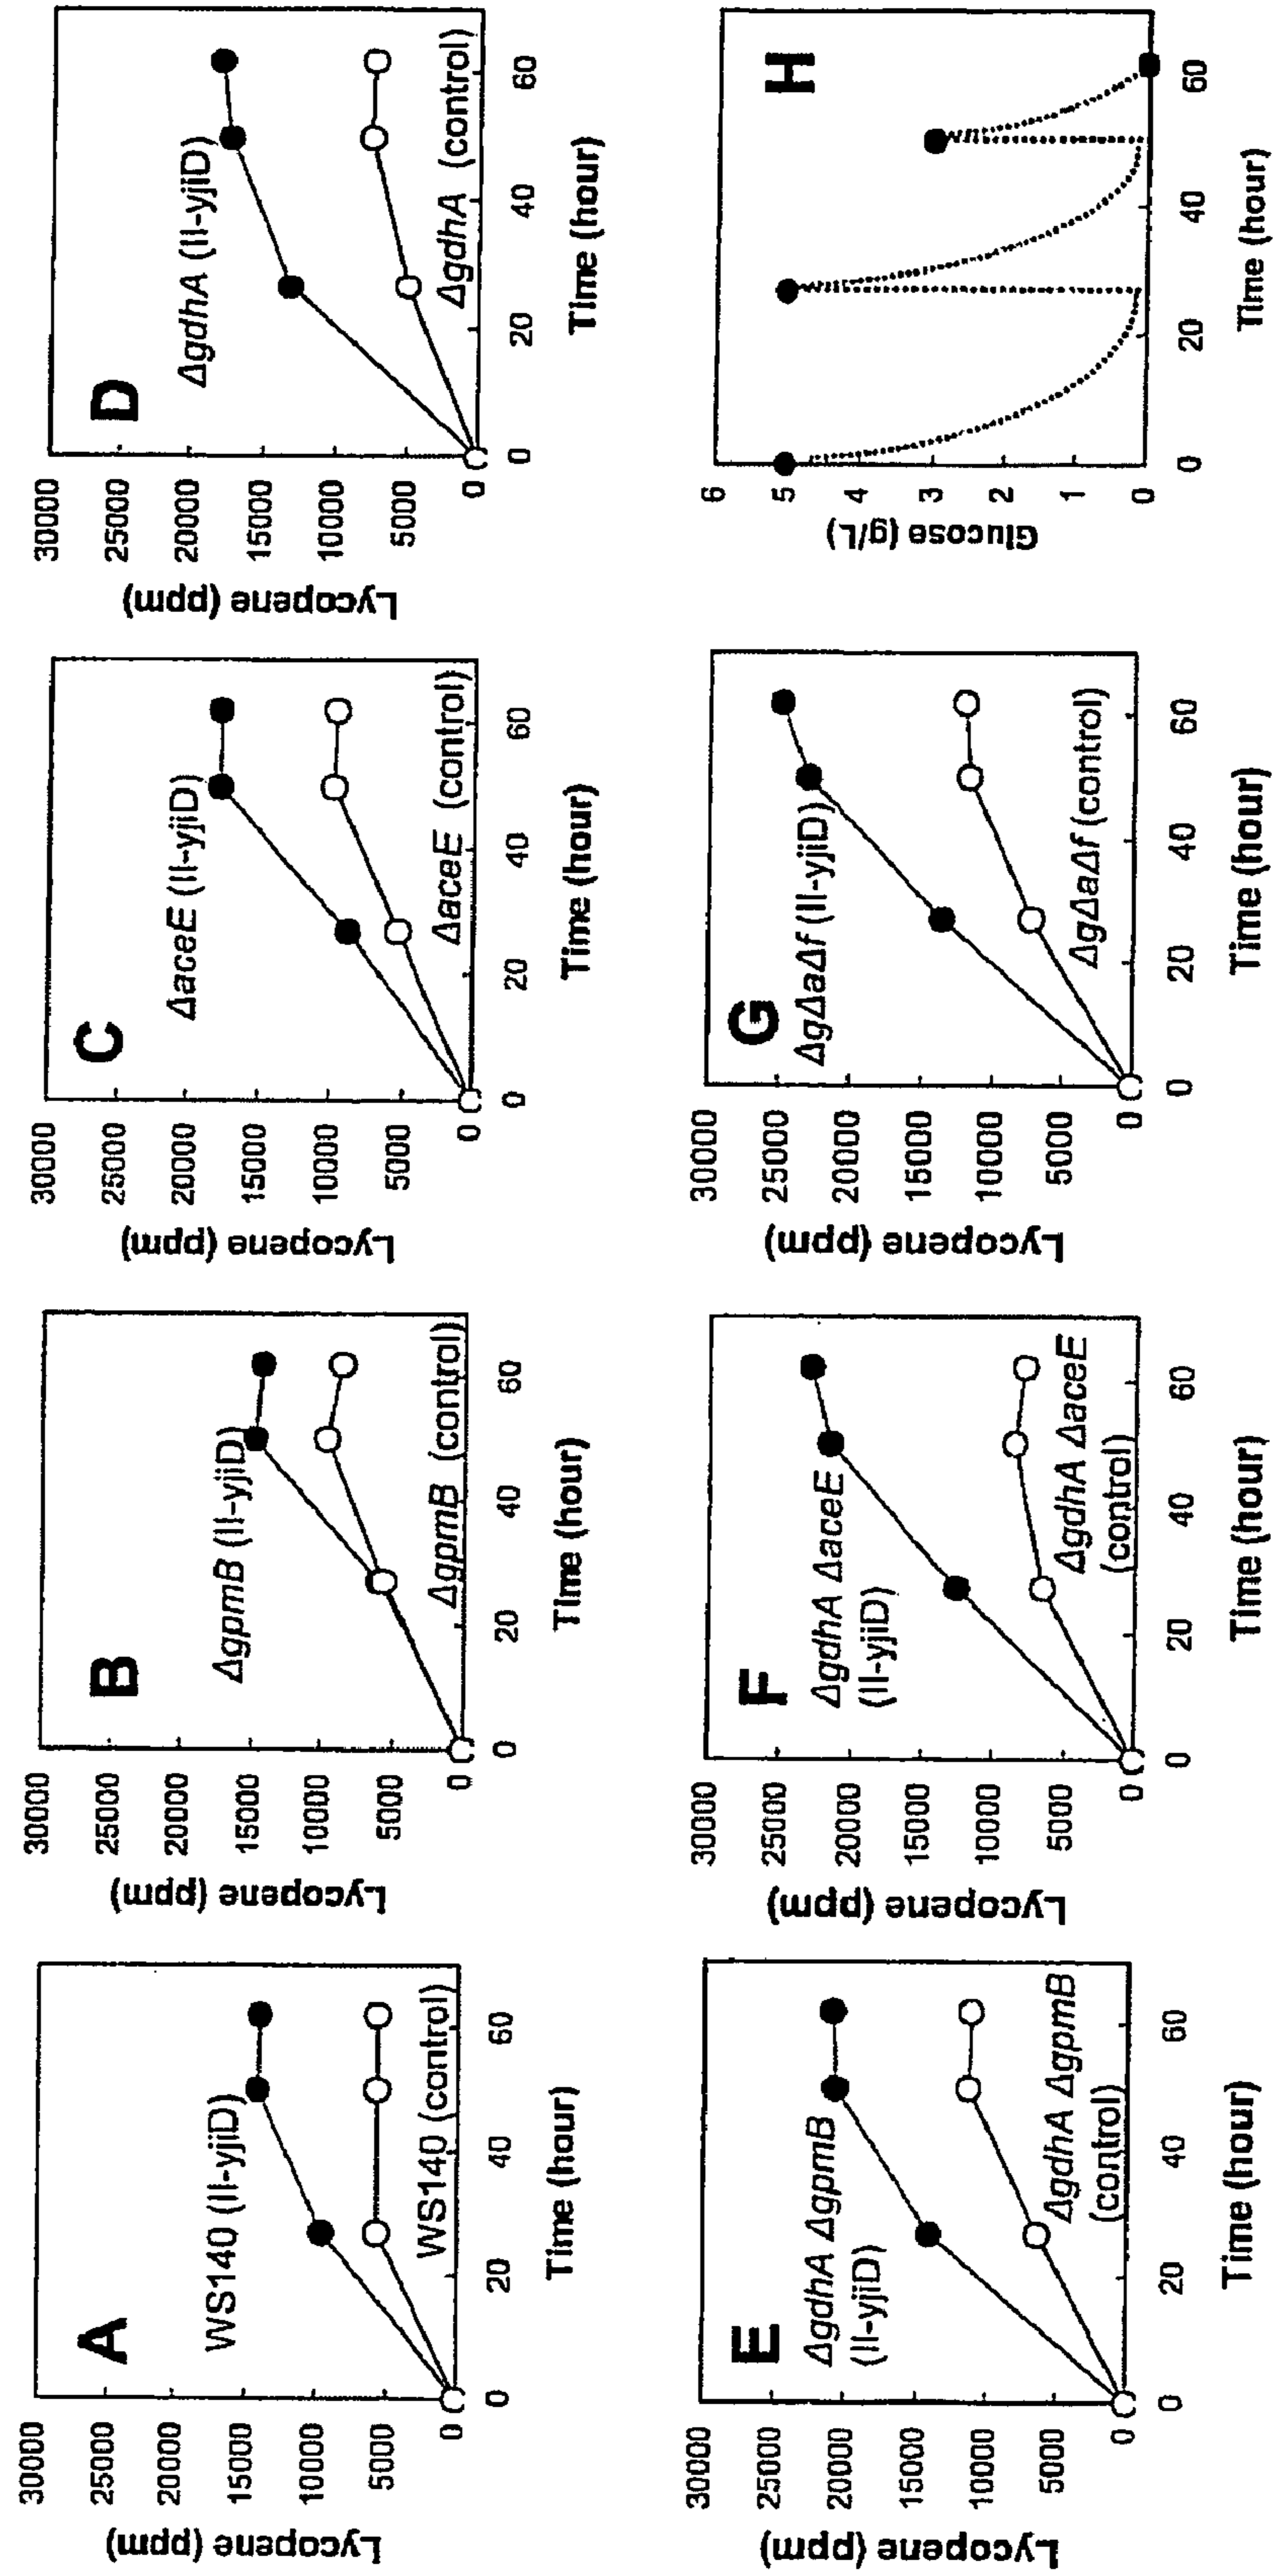 A
WS140 (II-yjiD)
WS140 (control)
30000
25000
20000
15000
10000
5000
0
Lycopene (ppm)
0 20 40 60
Time (hour)
B
ΔgpmB (II-yjiD)
ΔgpmB (control)
30000
25000
20000
15000
10000
5000
0
Lycopene (ppm)
0 20 40 60
Time (hour)
C
ΔaceE (II-yjiD)
ΔaceE (control)
30000
25000
20000
15000
10000
5000
0
Lycopene (ppm)
0 20 40 60
Time (hour)
D
ΔgdhA (II-yjiD)
ΔgdhA (control)
30000
25000
20000
15000
10000
5000
0
Lycopene (ppm)
0 20 40 60
Time (hour)
E
ΔgdhA ΔgpmB
(II-yjiD)
ΔgdhA ΔgpmB
(control)
30000
25000
20000
15000
10000
5000
0
Lycopene (ppm)
0 20 40 60
Time (hour)
F
ΔgdhA ΔaceE
(II-yjiD)
ΔgdhA ΔaceE
(control)
30000
25000
20000
15000
10000
5000
0
Lycopene (ppm)
0 20 40 60
Time (hour)
G
ΔgΔaΔf (II-yjiD)
ΔgΔaΔf (control)
30000
25000
20000
15000
10000
5000
0
Lycopene (ppm)
0 20 40 60
Time (hour)
H
6
5
4
3
2
1
0
Glucose (g/L)
0 20 40 60
Time (hour)